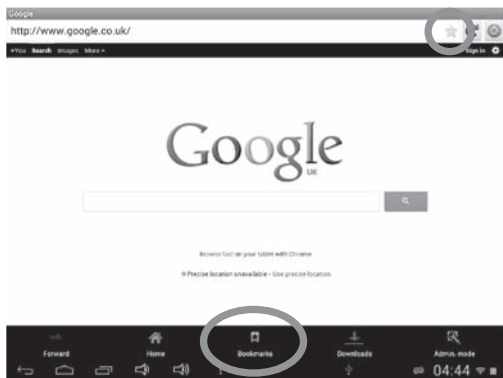 Google
http://www.google.co.uk/
+You Search Images More Sign in
Google
UK
Browse fast on your tablet with Chrome
Precise location unavailable - Use precise location
Forward Home Bookmarks Downloads Admin. mode
04:44